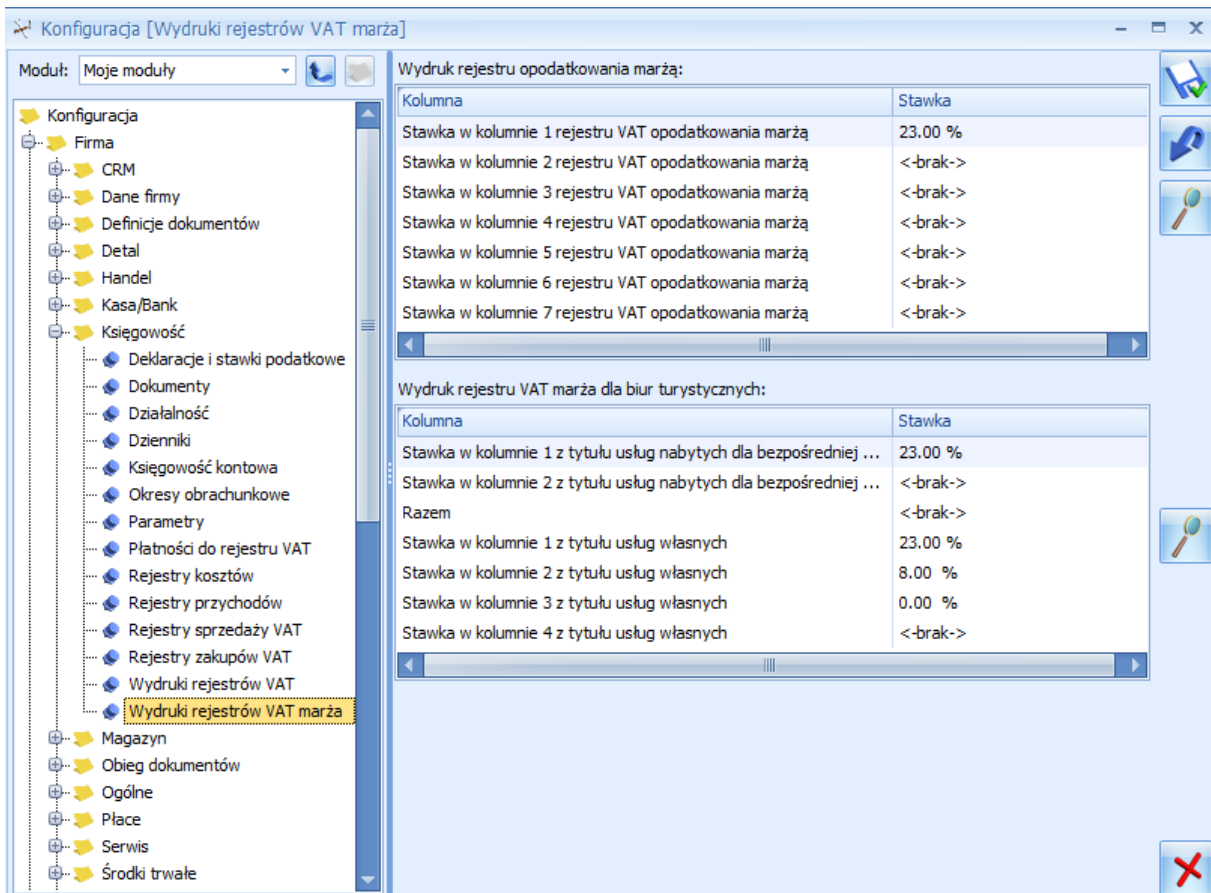 Konfiguracja [Wydruki rejestrów VAT marża]
Moduł: Moje moduły
Konfiguracja
Firma
CRM
Dane firmy
Definicje dokumentów
Detal
Handel
Kasa/Bank
Księgowość
Deklaracje i stawki podatkowe
Dokumenty
Działalność
Dzienniki
Księgowość kontowa
Okresy obrachunkowe
Parametry
Płatności do rejestru VAT
Rejestry kosztów
Rejestry przychodów
Rejestry sprzedaży VAT
Rejestry zakupów VAT
Wydruki rejestrów VAT
Wydruki rejestrów VAT marża
Magazyn
Obieg dokumentów
Ogólne
Płace
Serwis
Środki trwałe
Wydruk rejestru opodatkowania marżą:
Kolumna Stawka
Stawka w kolumnie 1 rejestru VAT opodatkowania marżą 23.00 %
Stawka w kolumnie 2 rejestru VAT opodatkowania marżą <-brak->
Stawka w kolumnie 3 rejestru VAT opodatkowania marżą <-brak->
Stawka w kolumnie 4 rejestru VAT opodatkowania marżą <-brak->
Stawka w kolumnie 5 rejestru VAT opodatkowania marżą <-brak->
Stawka w kolumnie 6 rejestru VAT opodatkowania marżą <-brak->
Stawka w kolumnie 7 rejestru VAT opodatkowania marżą <-brak->
Wydruk rejestru VAT marża dla biur turystycznych:
Kolumna Stawka
Stawka w kolumnie 1 z tytułu usług nabytych dla bezpośredniej ... 23.00 %
Stawka w kolumnie 2 z tytułu usług nabytych dla bezpośredniej ... <-brak->
Razem <-brak->
Stawka w kolumnie 1 z tytułu usług własnych 23.00 %
Stawka w kolumnie 2 z tytułu usług własnych 8.00 %
Stawka w kolumnie 3 z tytułu usług własnych 0.00 %
Stawka w kolumnie 4 z tytułu usług własnych <-brak->